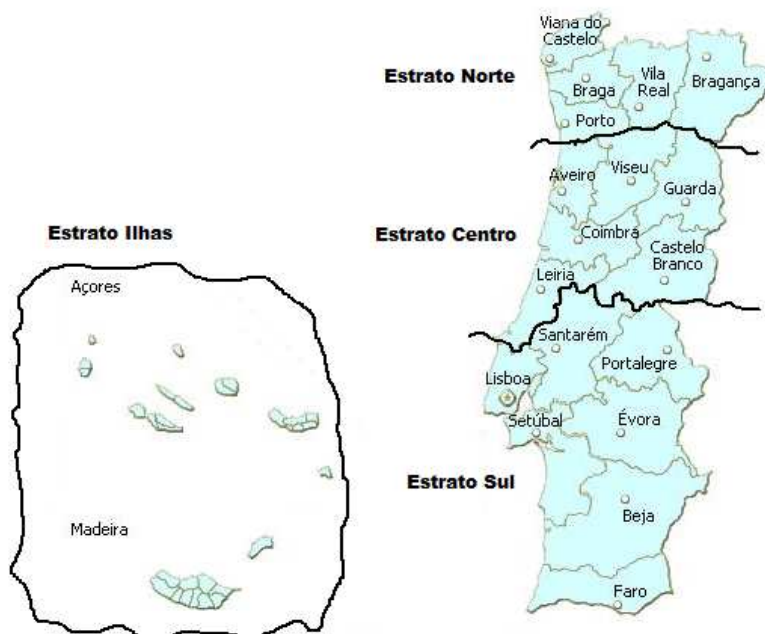 Viana do
Castelo
Estrato Norte
Braga
Vila
Real
Bragança
Porto
Aveiro
Viseu
Guarda
Estrato Ilhas
Estrato Centro
Coimbra
Castelo
Branco
Açores
Leiria
Santarém
Portalegre
Lisboa
Setúbal
Évora
Estrato Sul
Beja
Madeira
Faro